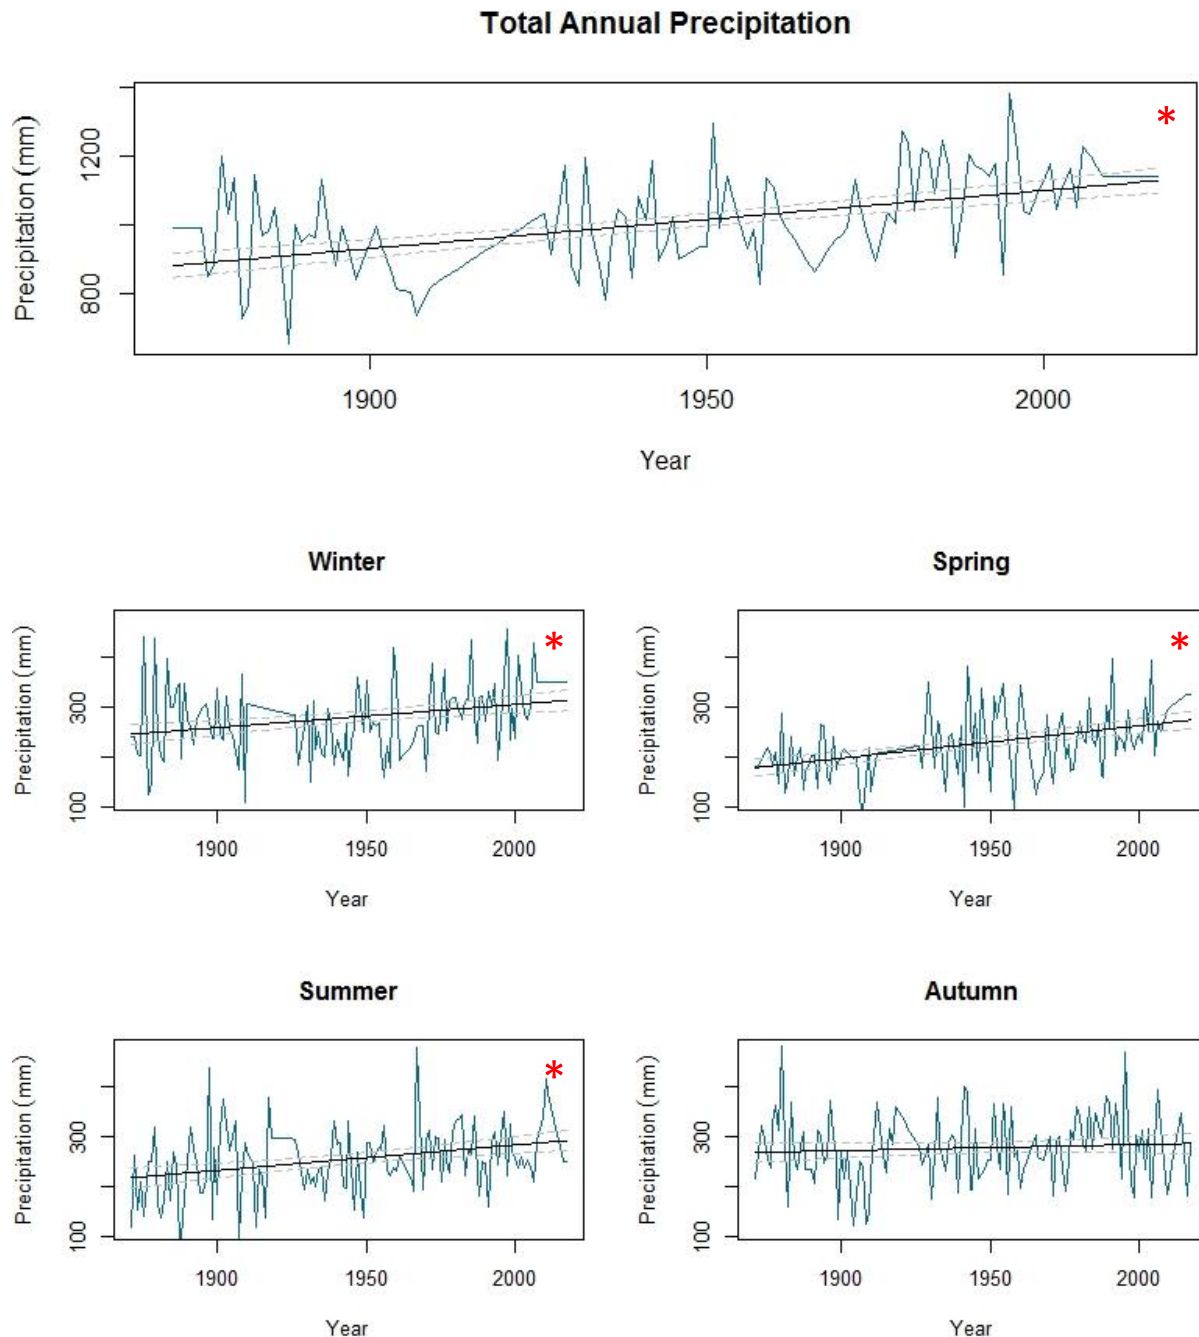 Total Annual Precipitation
Precipitation (mm)
1200
800
*
1900 1950 2000
Year
Winter
Precipitation (mm)
300
100
*
1900 1950 2000
Year
Spring
Precipitation (mm)
300
100
*
1900 1950 2000
Year
Summer
Precipitation (mm)
300
100
*
1900 1950 2000
Year
Autumn
Precipitation (mm)
300
100
1900 1950 2000
Year